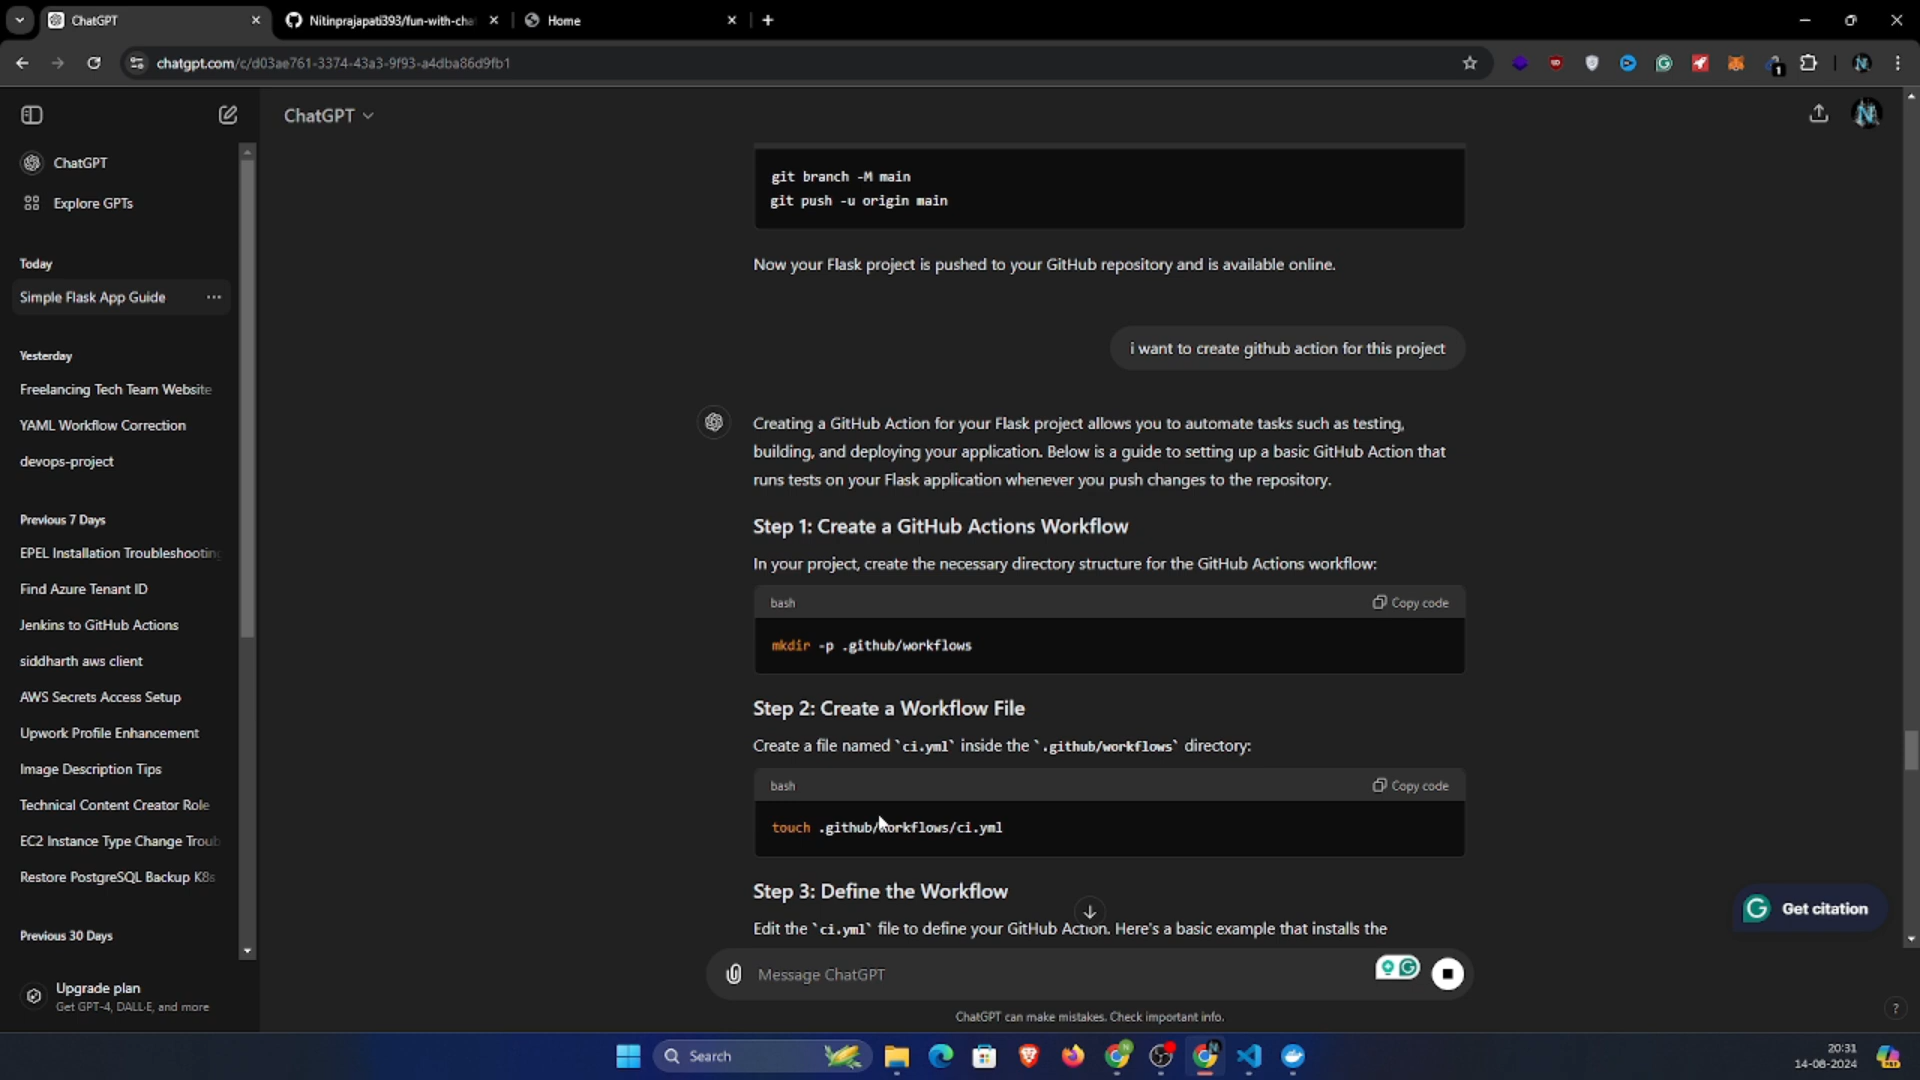 ChatGPT
Nitinprajapati393/fun-with-cha
Home
chatgpt.com/c/d03ae761-3374-43a3-9f93-a4dba86d9fb1
1
ChatGPT
ChatGPT
Explore GPTs
Today
Simple Flask App Guide
Yesterday
Freelancing Tech Team Website
YAML Workflow Correction
devops-project
Previous 7 Days
EPEL Installation Troubleshooting
Find Azure Tenant ID
Jenkins to GitHub Actions
siddharth aws client
AWS Secrets Access Setup
Upwork Profile Enhancement
Image Description Tips
Technical Content Creator Role
EC2 Instance Type Change Troub
Restore PostgreSQL Backup K8s
Previous 30 Days
Upgrade plan
Get GPT-4, DALL·E, and more
git branch -M main
git push -u origin main
Now your Flask project is pushed to your GitHub repository and is available online.
i want to create github action for this project
Creating a GitHub Action for your Flask project allows you to automate tasks such as testing,
building, and deploying your application. Below is a guide to setting up a basic GitHub Action that
runs tests on your Flask application whenever you push changes to the repository.
Step 1: Create a GitHub Actions Workflow
In your project, create the necessary directory structure for the GitHub Actions workflow:
bash
Copy code
mkdir -p .github/workflows
Step 2: Create a Workflow File
Create a file named `ci.yml` inside the `.github/workflows` directory:
bash
Copy code
touch .github/workflows/ci.yml
Step 3: Define the Workflow
Edit the `ci.yml` file to define your GitHub Action. Here's a basic example that installs the
Get citation
Message ChatGPT
ChatGPT can make mistakes. Check important info.
?
Search
20:31
14-08-2024